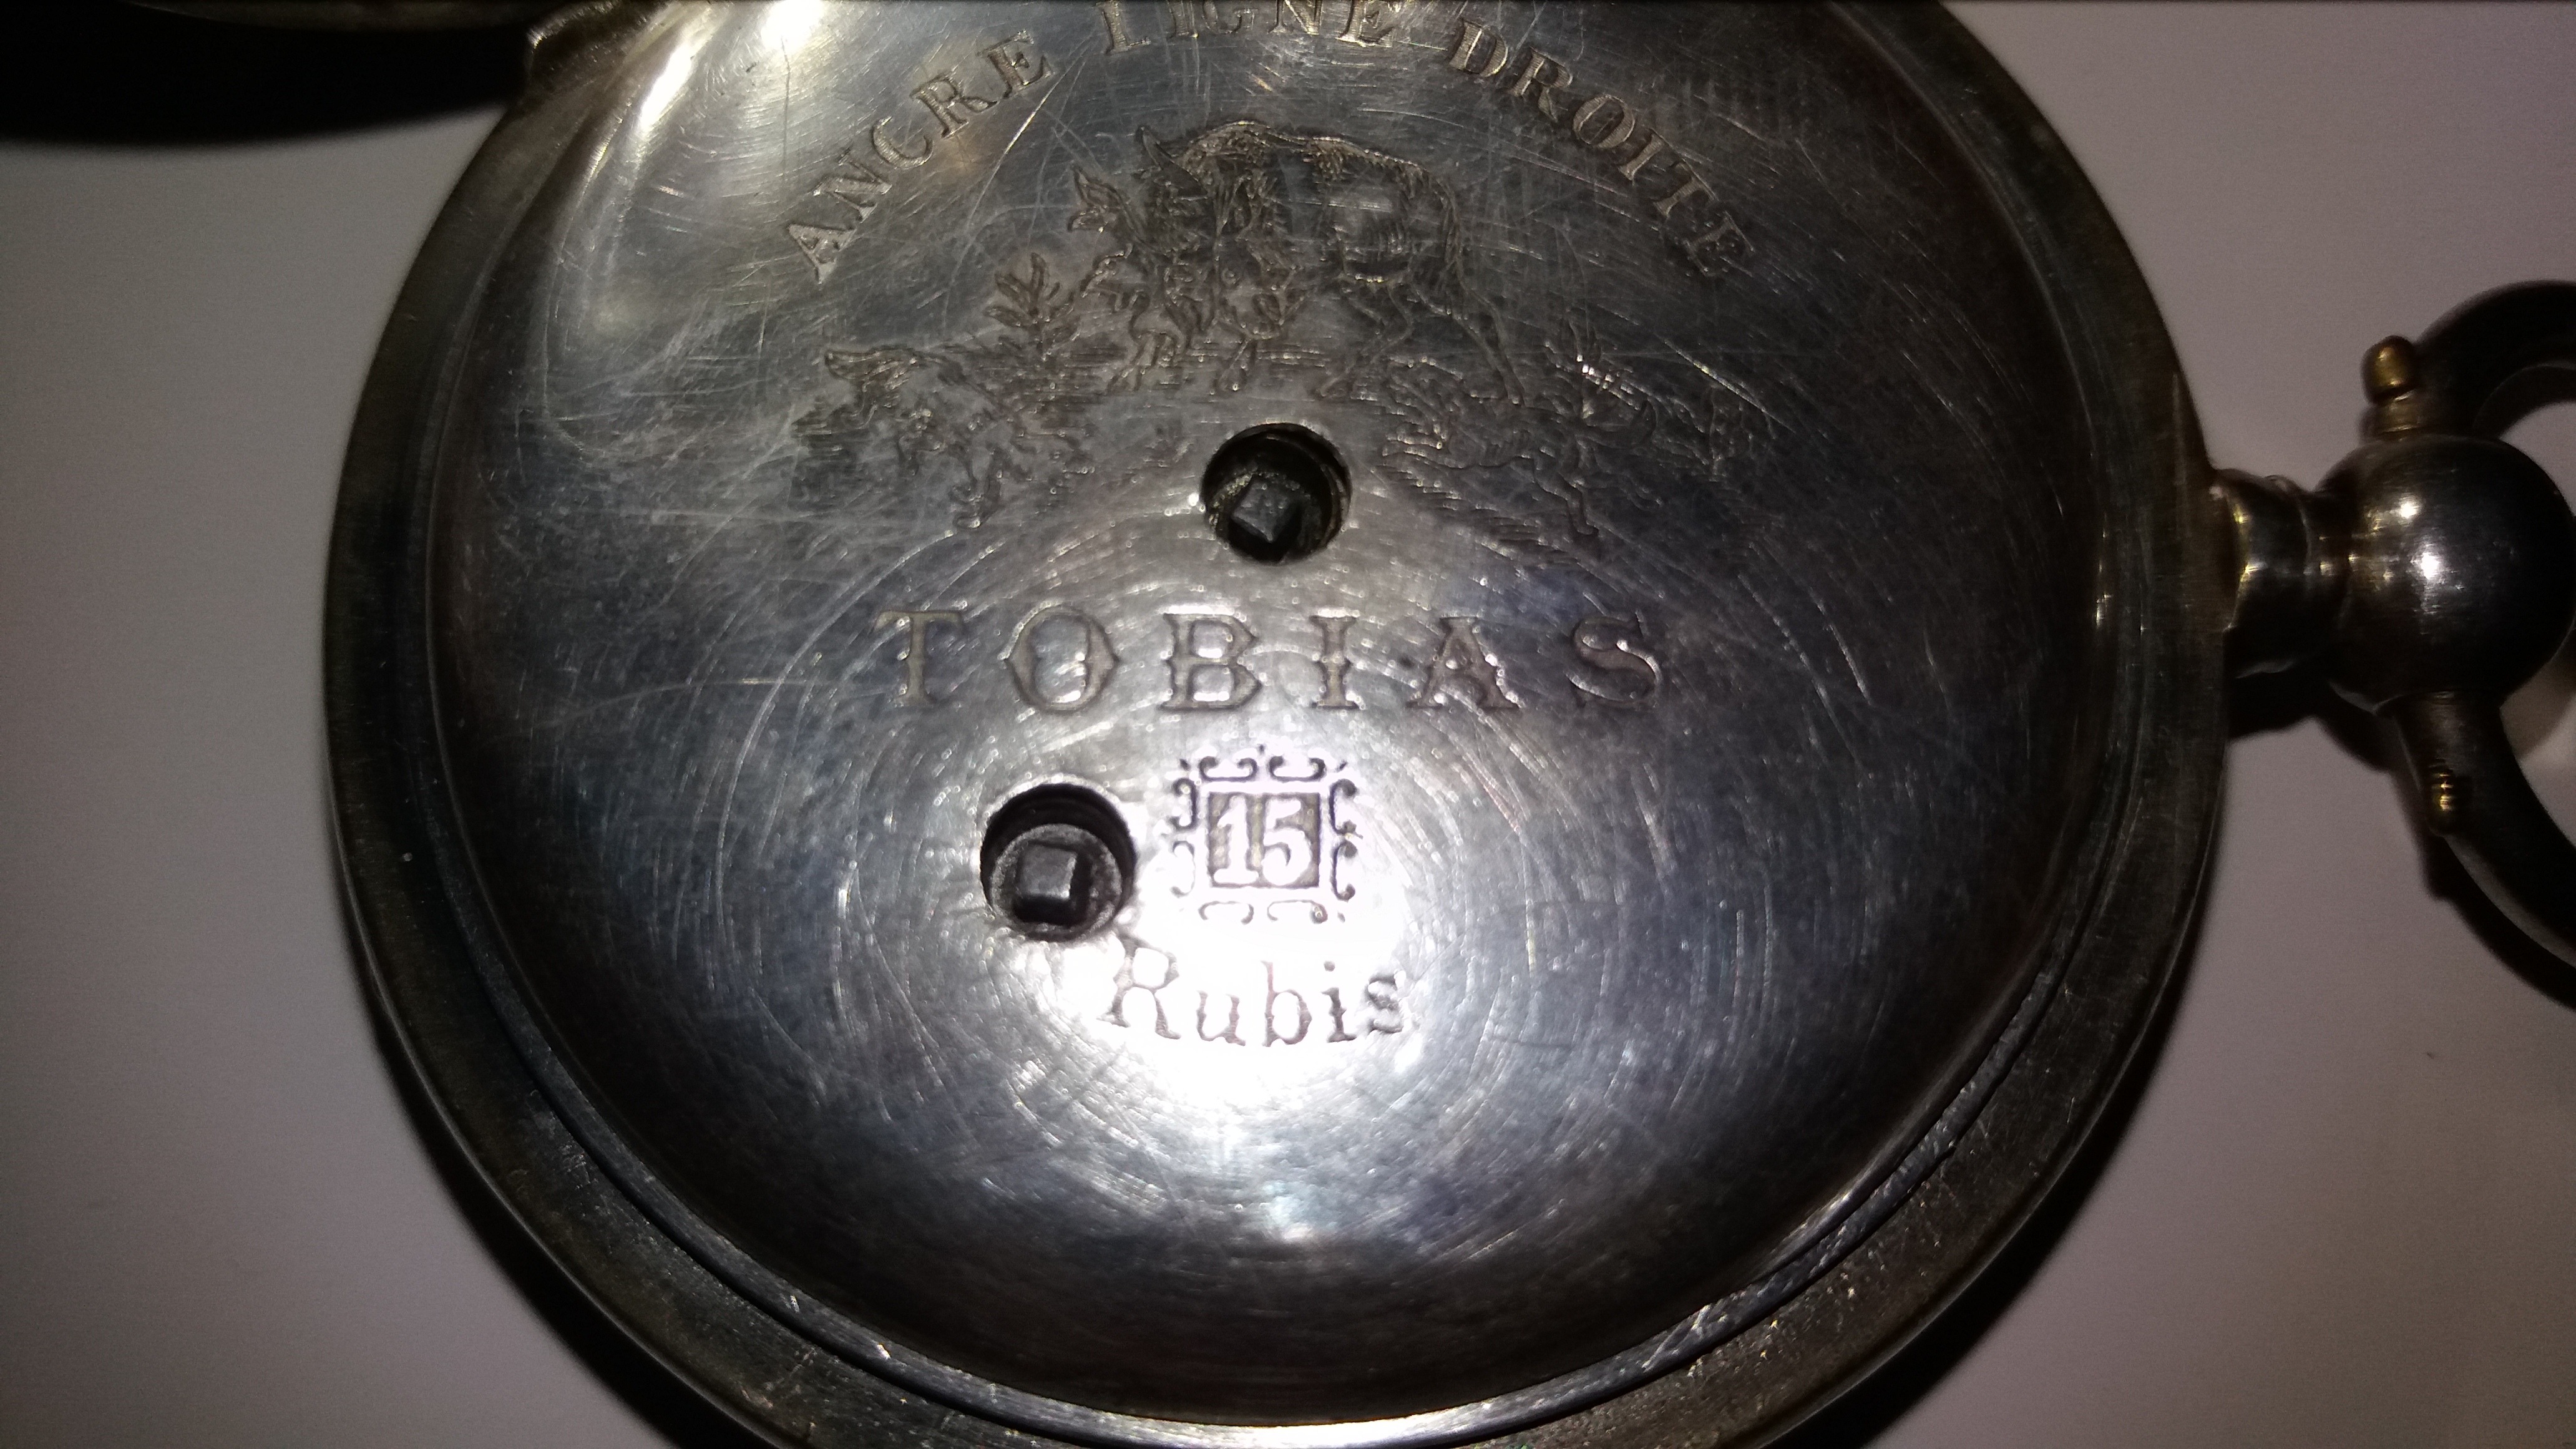 ANCRE LIGNE DROITE
TOBIAS
15
Rubis